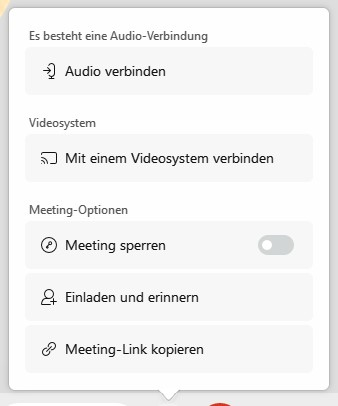 Es besteht eine Audio-Verbindung
Audio verbinden
Videosystem
Mit einem Videosystem verbinden
Meeting-Optionen
Meeting sperren
Einladen und erinnern
Meeting-Link kopieren